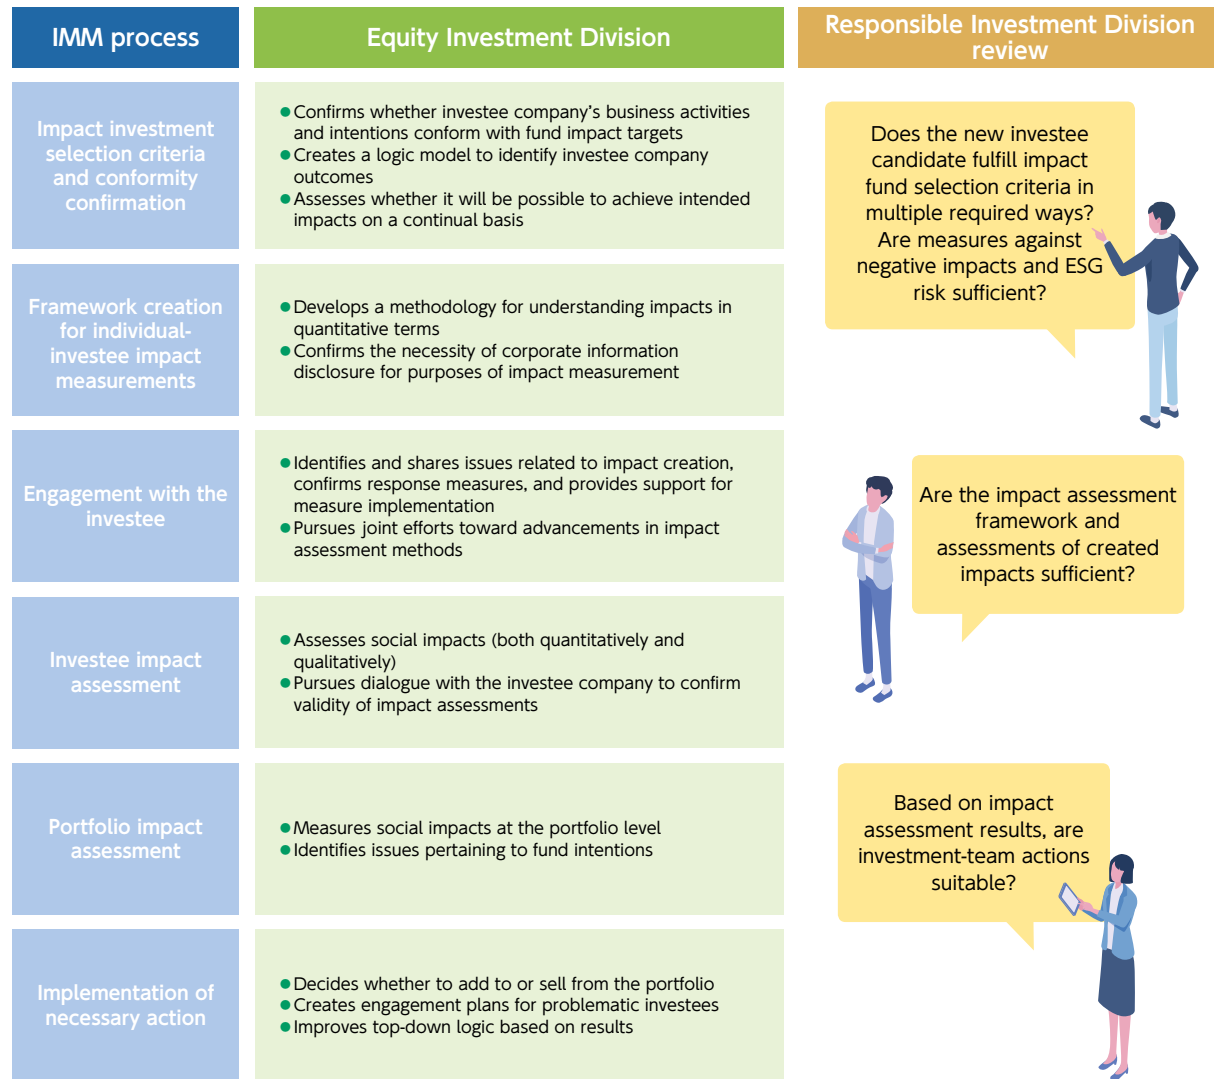 IMM process
Equity Investment Division
Responsible Investment Division
review
Impact investment
selection criteria
and conformity
confirmation
●Confirms whether investee company's business activities
and intentions conform with fund impact targets
●Creates a logic model to identify investee company
outcomes
●Assesses whether it will be possible to achieve intended
impacts on a continual basis
Does the new investee
candidate fulfill impact
fund selection criteria in
multiple required ways?
Are measures against
negative impacts and ESG
risk sufficient?
Framework creation
for individual-
investee impact
measurements
●Develops a methodology for understanding impacts in
quantitative terms
●Confirms the necessity of corporate information
disclosure for purposes of impact measurement
Engagement with the
investee
●Identifies and shares issues related to impact creation,
confirms response measures, and provides support for
measure implementation
●Pursues joint efforts toward advancements in impact
assessment methods
Are the impact assessment
framework and
assessments of created
impacts sufficient?
Investee impact
assessment
●Assesses social impacts (both quantitatively and
qualitatively)
●Pursues dialogue with the investee company to confirm
validity of impact assessments
Portfolio impact
assessment
●Measures social impacts at the portfolio level
●Identifies issues pertaining to fund intentions
Based on impact
assessment results, are
investment-team actions
suitable?
Implementation of
necessary action
●Decides whether to add to or sell from the portfolio
●Creates engagement plans for problematic investees
●Improves top-down logic based on results